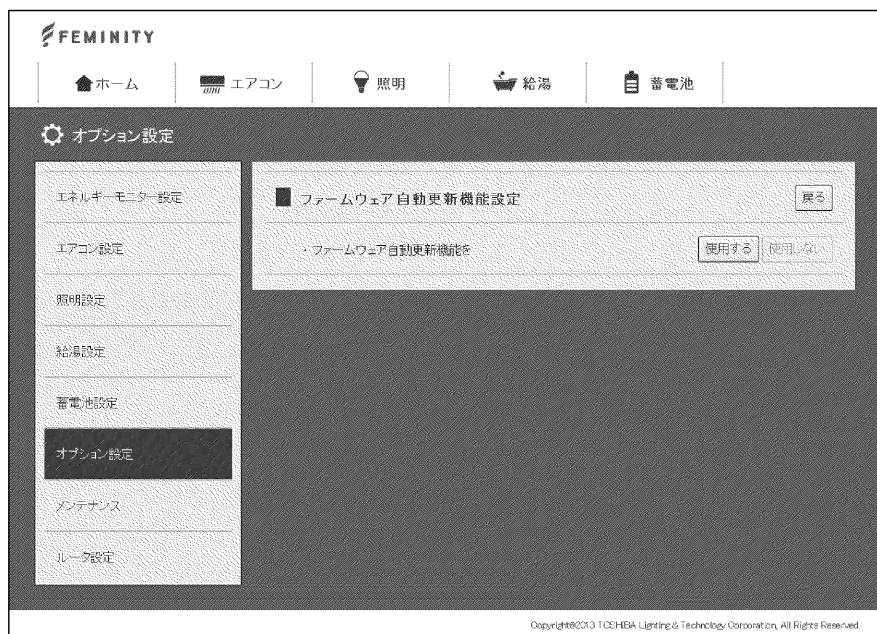 FEMINITY
ホーム エアコン 照明 給湯 蓄電池
オプション設定
エネルギーモニター設定
エアコン設定
照明設定
給湯設定
蓄電池設定
オプション設定
メンテナンス
ルータ設定
ファームウェア自動更新機能設定 戻る
・ファームウェア自動更新機能を 使用する 使用しない
Copyright©2013 TOSHIBA Lighting & Technology Corporation, All Rights Reserved.